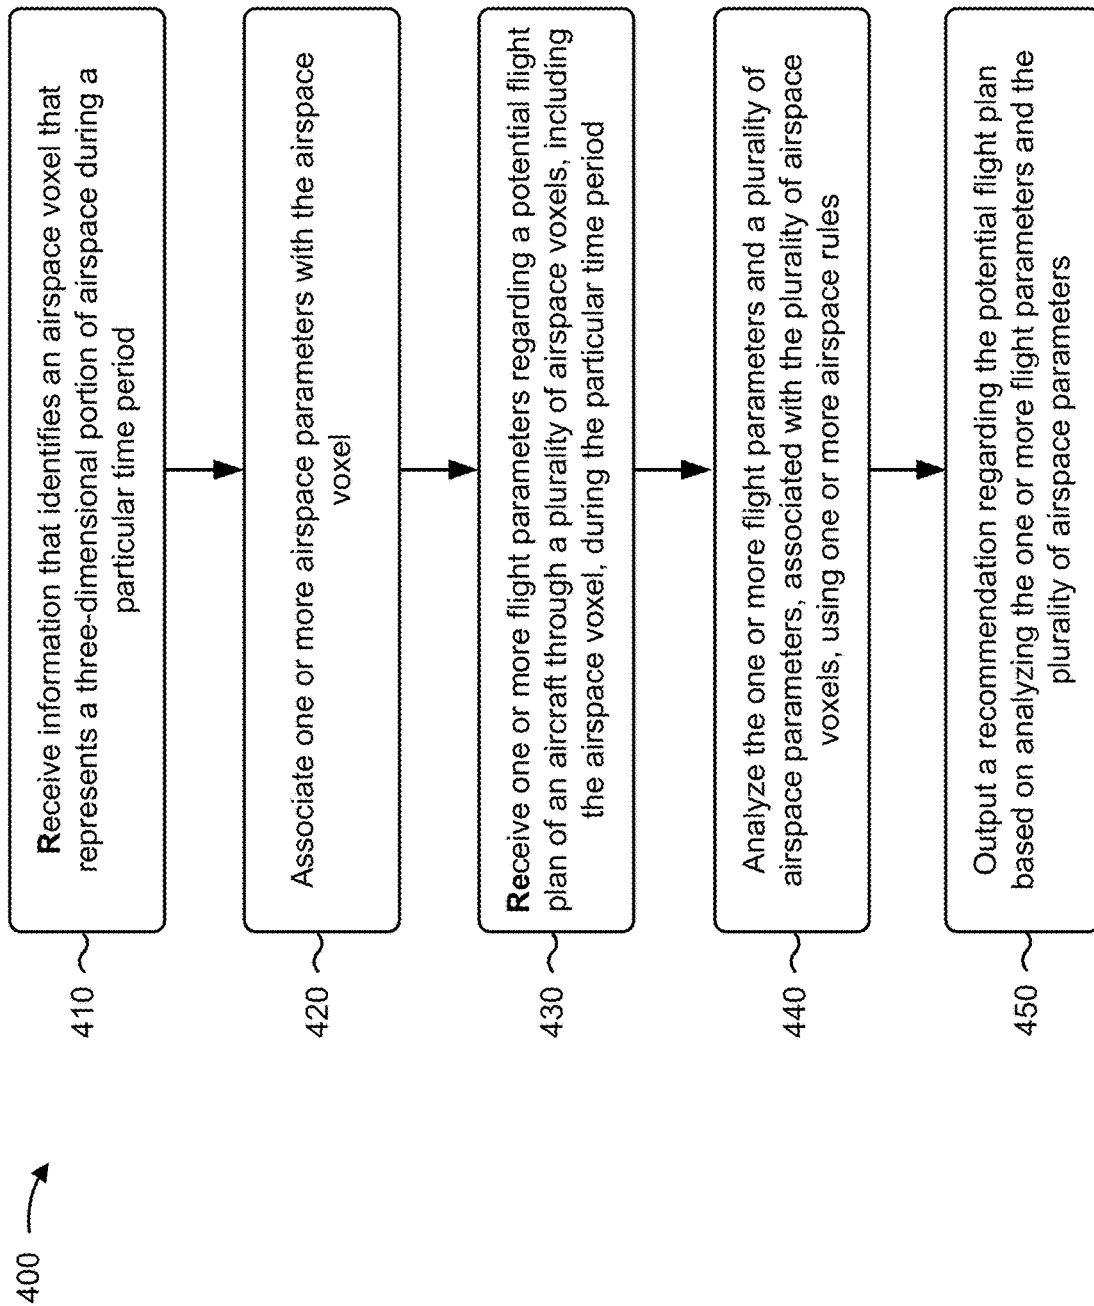 400
410
Receive information that identifies an airspace voxel that
represents a three-dimensional portion of airspace during a
particular time period
420
Associate one or more airspace parameters with the airspace
voxel
430
Receive one or more flight parameters regarding a potential flight
plan of an aircraft through a plurality of airspace voxels, including
the airspace voxel, during the particular time period
440
Analyze the one or more flight parameters and a plurality of
airspace parameters, associated with the plurality of airspace
voxels, using one or more airspace rules
450
Output a recommendation regarding the potential flight plan
based on analyzing the one or more flight parameters and the
plurality of airspace parameters